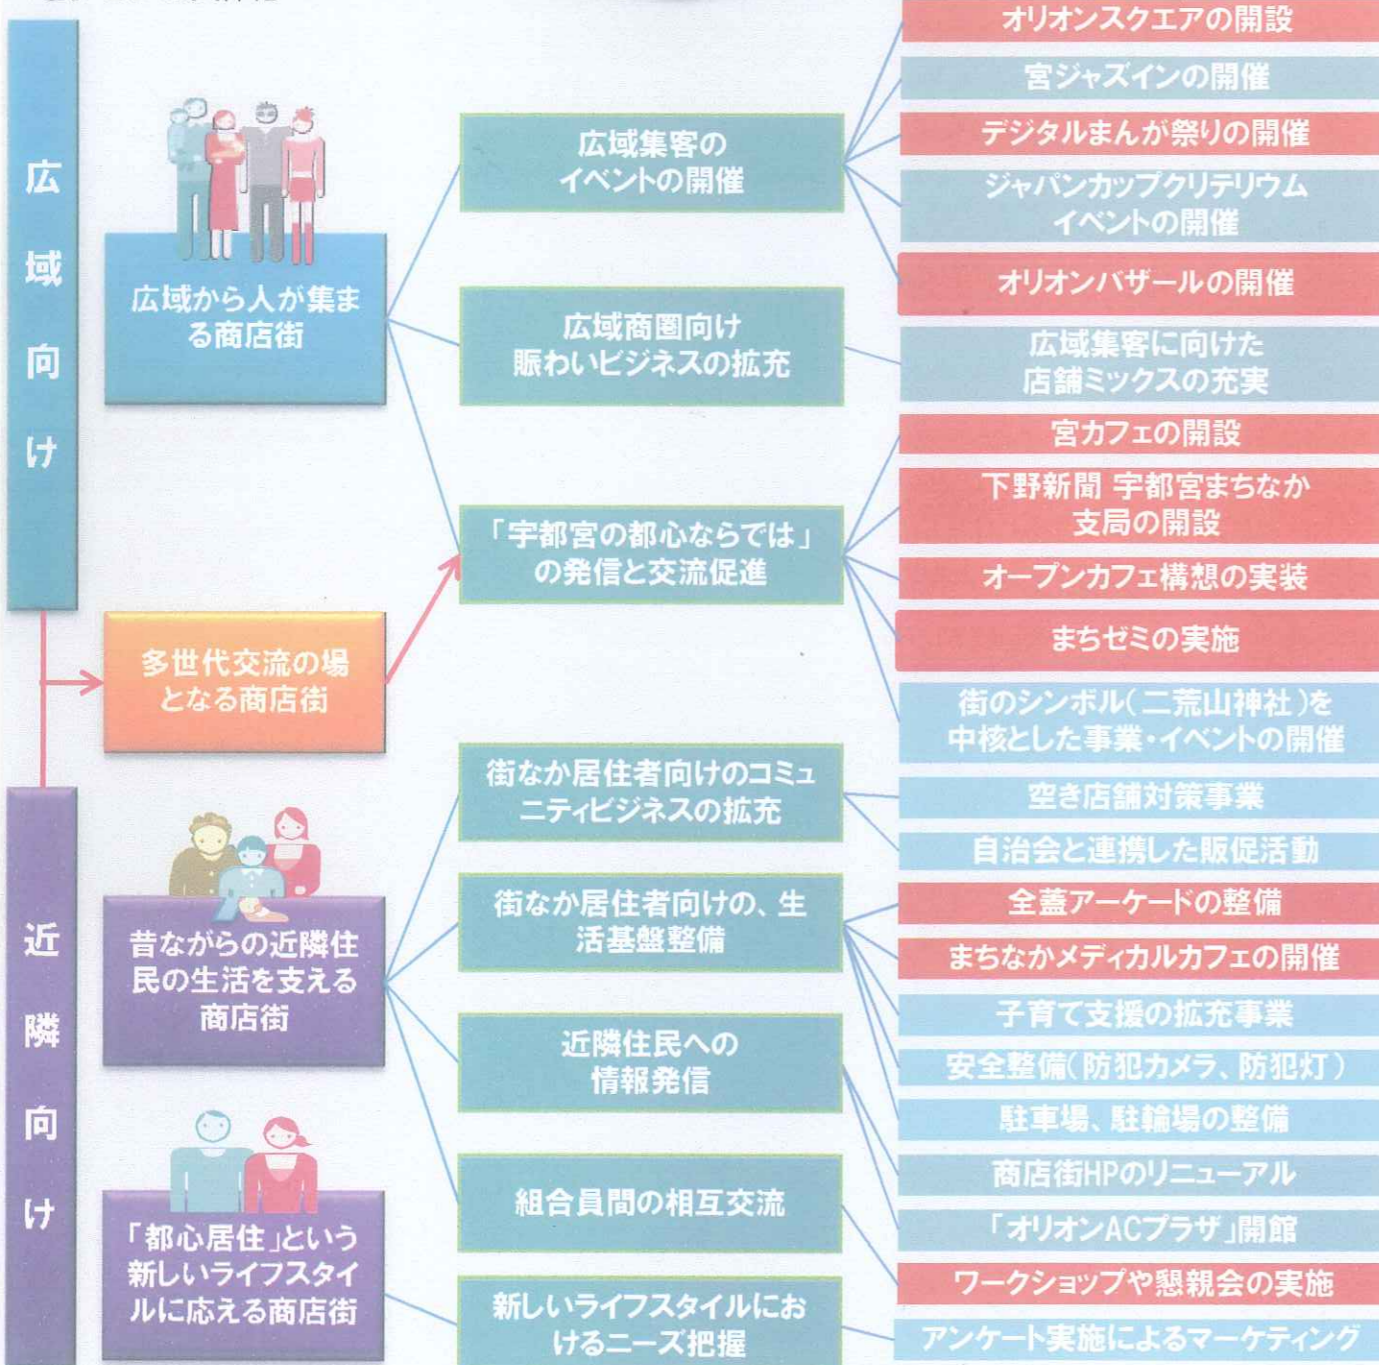 広域向け
広域から人が集ま
る商店街
多世代交流の場
となる商店街
近隣向け
昔ながらの近隣住
民の生活を支える
商店街
「都心居住」という
新しいライフスタイ
ルに応える商店街
広域集客の
イベントの開催
広域商圏向け
賑わいビジネスの拡充
「宇都宮の都心ならでは」
の発信と交流促進
街なか居住者向けのコミュ
ニティビジネスの拡充
街なか居住者向けの、生
活基盤整備
近隣住民への
情報発信
組合員間の相互交流
新しいライフスタイルにお
けるニーズ把握
オリオンスクエアの開設
宮ジャズインの開催
デジタルまんが祭りの開催
ジャパンカップクリテリウム
イベントの開催
オリオンバザールの開催
広域集客に向けた
店舗ミックスの充実
宮カフェの開設
下野新聞 宇都宮まちなか
支局の開設
オープンカフェ構想の実装
まちゼミの実施
街のシンボル(二荒山神社)を
中核とした事業・イベントの開催
空き店舗対策事業
自治会と連携した販促活動
全蓋アーケードの整備
まちなかメディカルカフェの開催
子育て支援の拡充事業
安全整備(防犯カメラ、防犯灯)
駐車場、駐輪場の整備
商店街HPのリニューアル
「オリオンACプラザ」開館
ワークショップや懇親会の実施
アンケート実施によるマーケティング